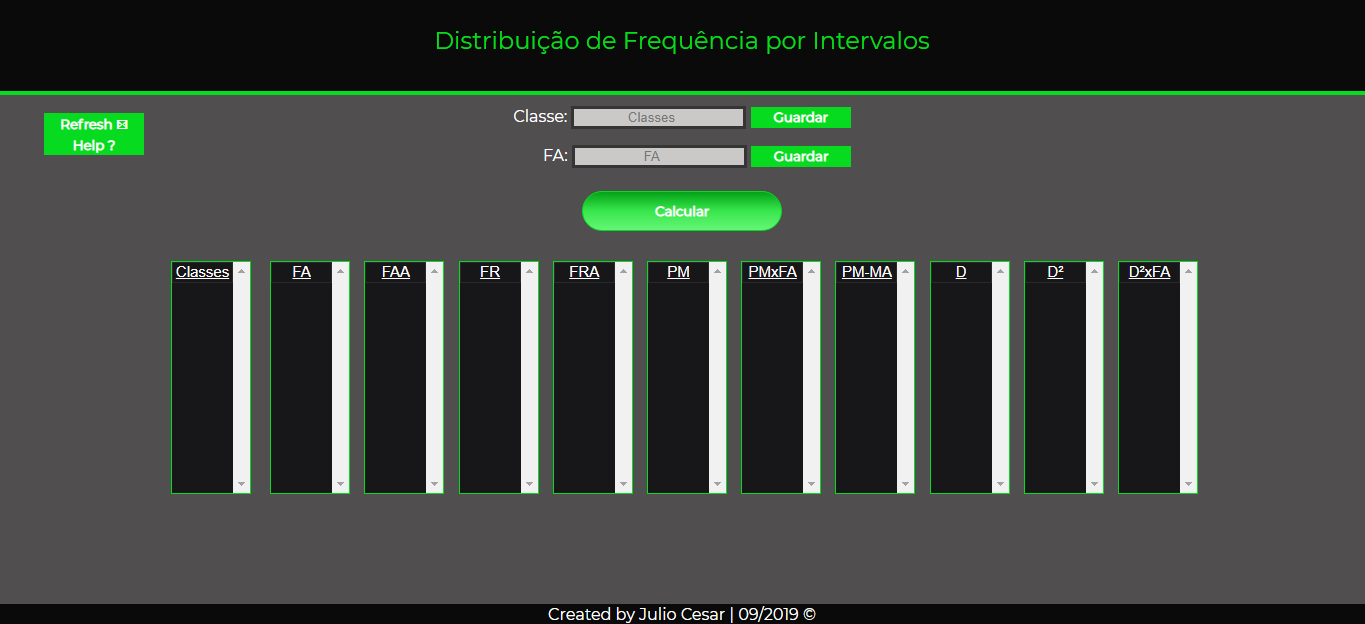 Distribuição de Frequência por Intervalos
Refresh 🖂
Help ?
Classe: Classes Guardar
FA: FA Guardar
Calcular
Classes FA FAA FR FRA PM PMxFA PM-MA D D² D²xFA
Created by Julio Cesar | 09/2019 ©